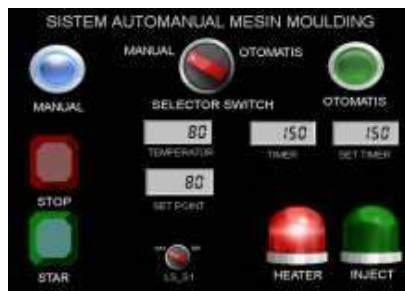 SISTEM AUTOMANUAL MESIN MOULDING
MANUAL
OTOMATIS
MANUAL
SELECTOR SWITCH
OTOMATIS
80
150
150
TEMPERATUR
TIMER
SET TIMER
80
SET POINT
STOP
STAR
LS_S1
HEATER
INJECT